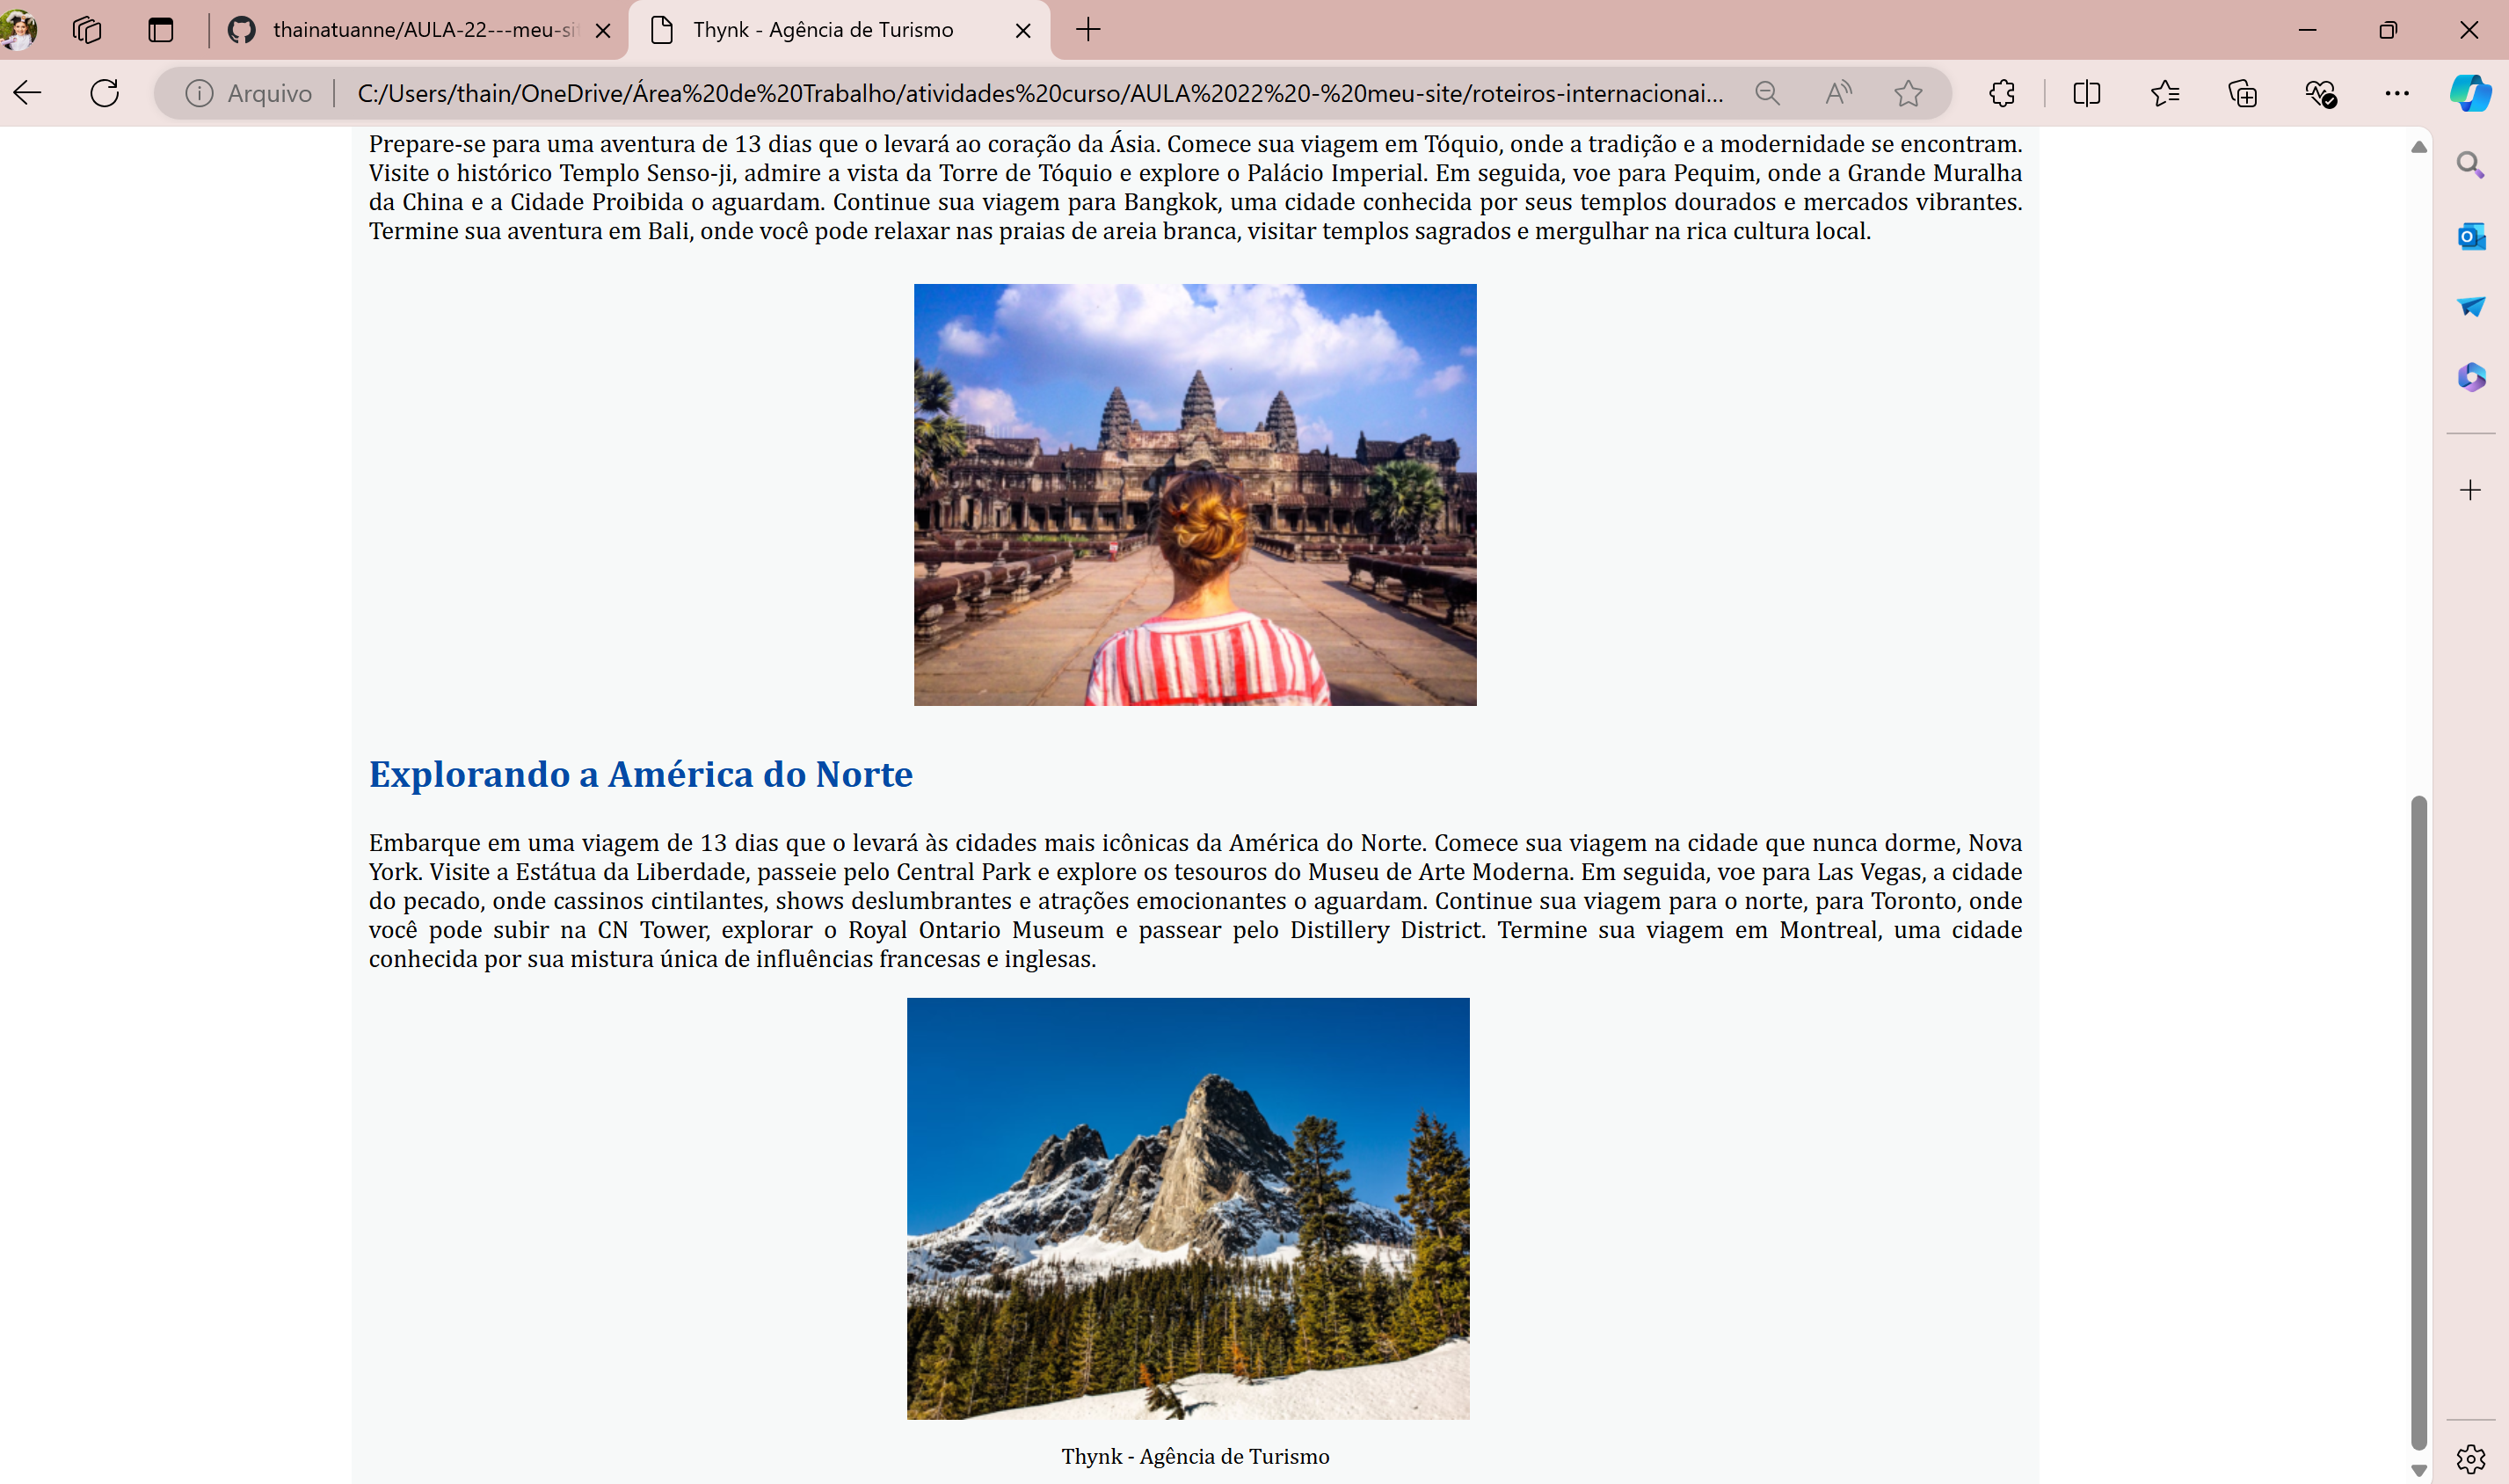 thainatuanne/AULA-22---meu-si
Thynk - Agência de Turismo
Arquivo
C:/Users/thain/OneDrive/Área%20de%20Trabalho/atividades%20curso/AULA%2022%20-%20meu-site/roteiros-internacionai...
Prepare-se para uma aventura de 13 dias que o levará ao coração da Ásia. Comece sua viagem em Tóquio, onde a tradição e a modernidade se encontram.
Visite o histórico Templo Senso-ji, admire a vista da Torre de Tóquio e explore o Palácio Imperial. Em seguida, voe para Pequim, onde a Grande Muralha
da China e a Cidade Proibida o aguardam. Continue sua viagem para Bangkok, uma cidade conhecida por seus templos dourados e mercados vibrantes.
Termine sua aventura em Bali, onde você pode relaxar nas praias de areia branca, visitar templos sagrados e mergulhar na rica cultura local.
Explorando a América do Norte
Embarque em uma viagem de 13 dias que o levará às cidades mais icônicas da América do Norte. Comece sua viagem na cidade que nunca dorme, Nova
York. Visite a Estátua da Liberdade, passeie pelo Central Park e explore os tesouros do Museu de Arte Moderna. Em seguida, voe para Las Vegas, a cidade
do pecado, onde cassinos cintilantes, shows deslumbrantes e atrações emocionantes o aguardam. Continue sua viagem para o norte, para Toronto, onde
você pode subir na CN Tower, explorar o Royal Ontario Museum e passear pelo Distillery District. Termine sua viagem em Montreal, uma cidade
conhecida por sua mistura única de influências francesas e inglesas.
Thynk - Agência de Turismo